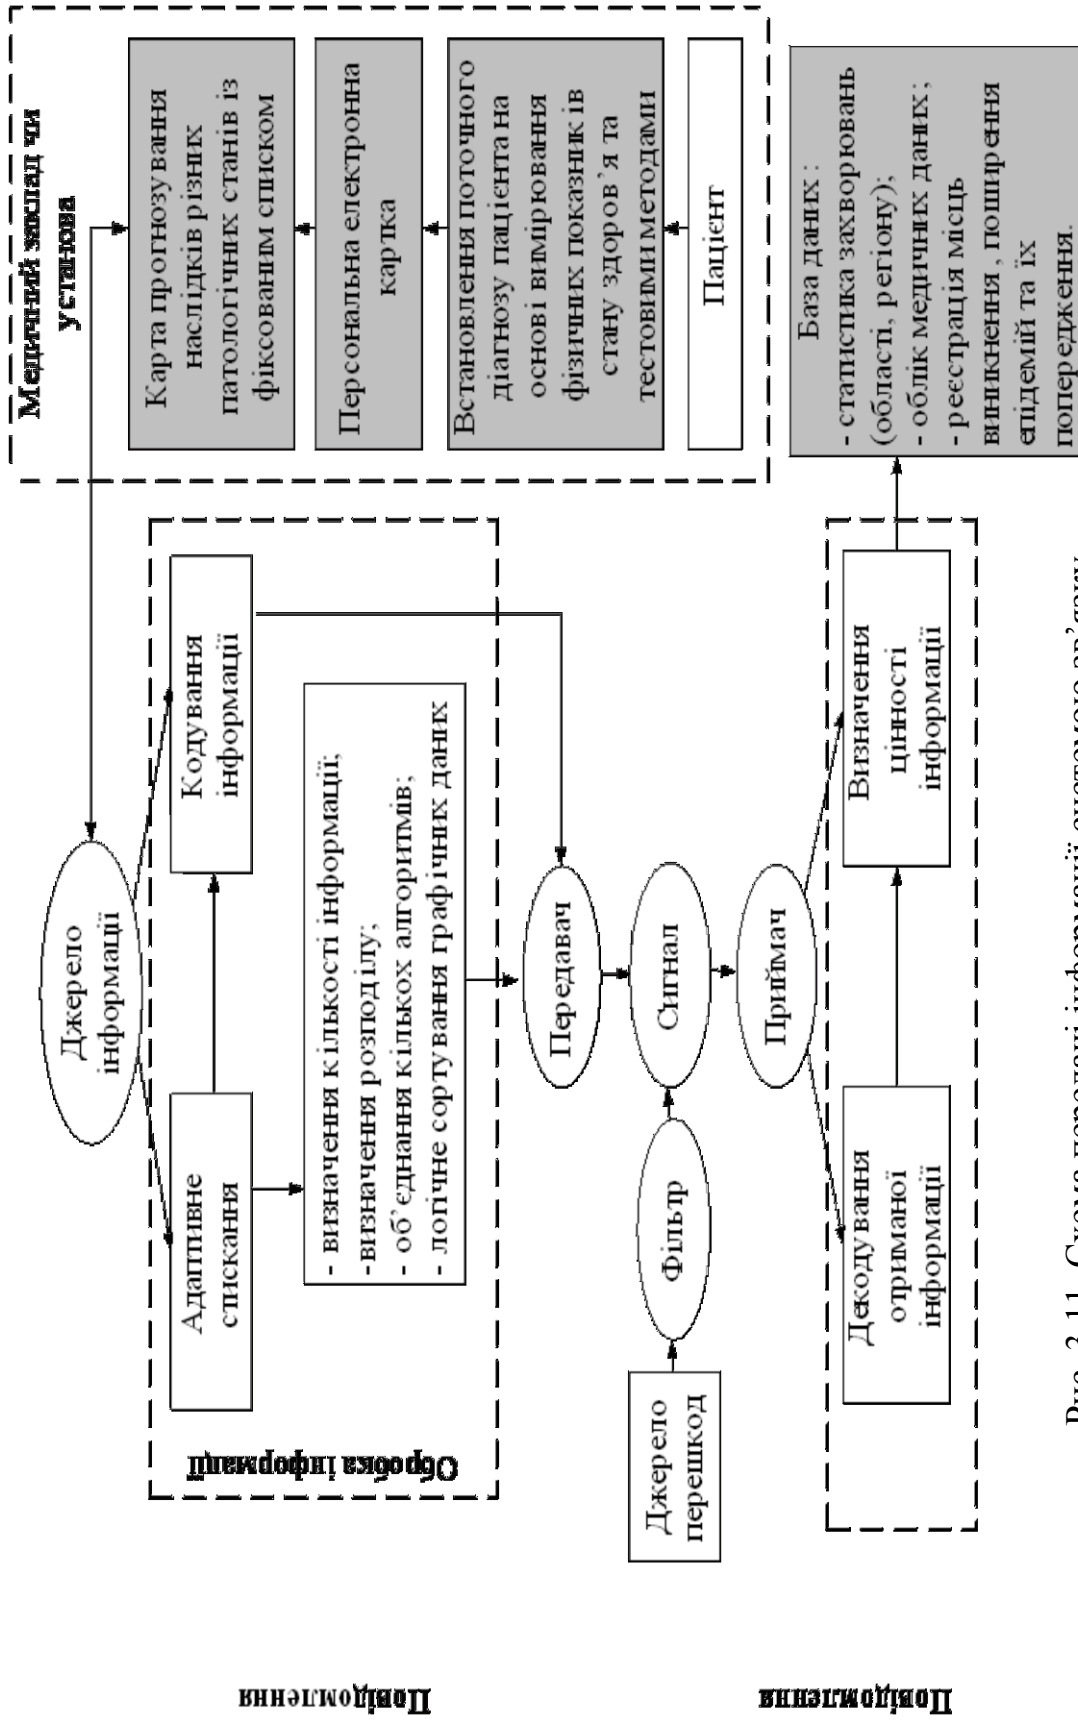 Медичний заклад чи
установа
Карта прогнозування
наслідків різних
патологічних станів із
фіксованим списком
Персональна електронна
картка
Встановлення поточного
діагнозу пацієнта на
основі вимірювання
фізичних показників
стану здоров’я та
тестовими методами
Пацієнт
Джерело
інформації
Обробка інформації
Адаптивне
стискання
Кодування
інформації
- визначення кількості інформації;
-визначення розподілу;
- об’єднання кількох алгоритмів;
- логічне сортування графічних даних
Повідомлення
Передавач
Сигнал
Фільтр
Джерело
перешкод
Приймач
Повідомлення
Декодування
отриманої
інформації
Визначення
цінності
інформації
База даних :
- статистика захворювань
(області, регіону);
- облік медичних даних;
- реєстрація місць
виникнення, поширення
епідемій та їх
попередження.
Рис. 3.11. Схема передачі інформації системою зв’язку